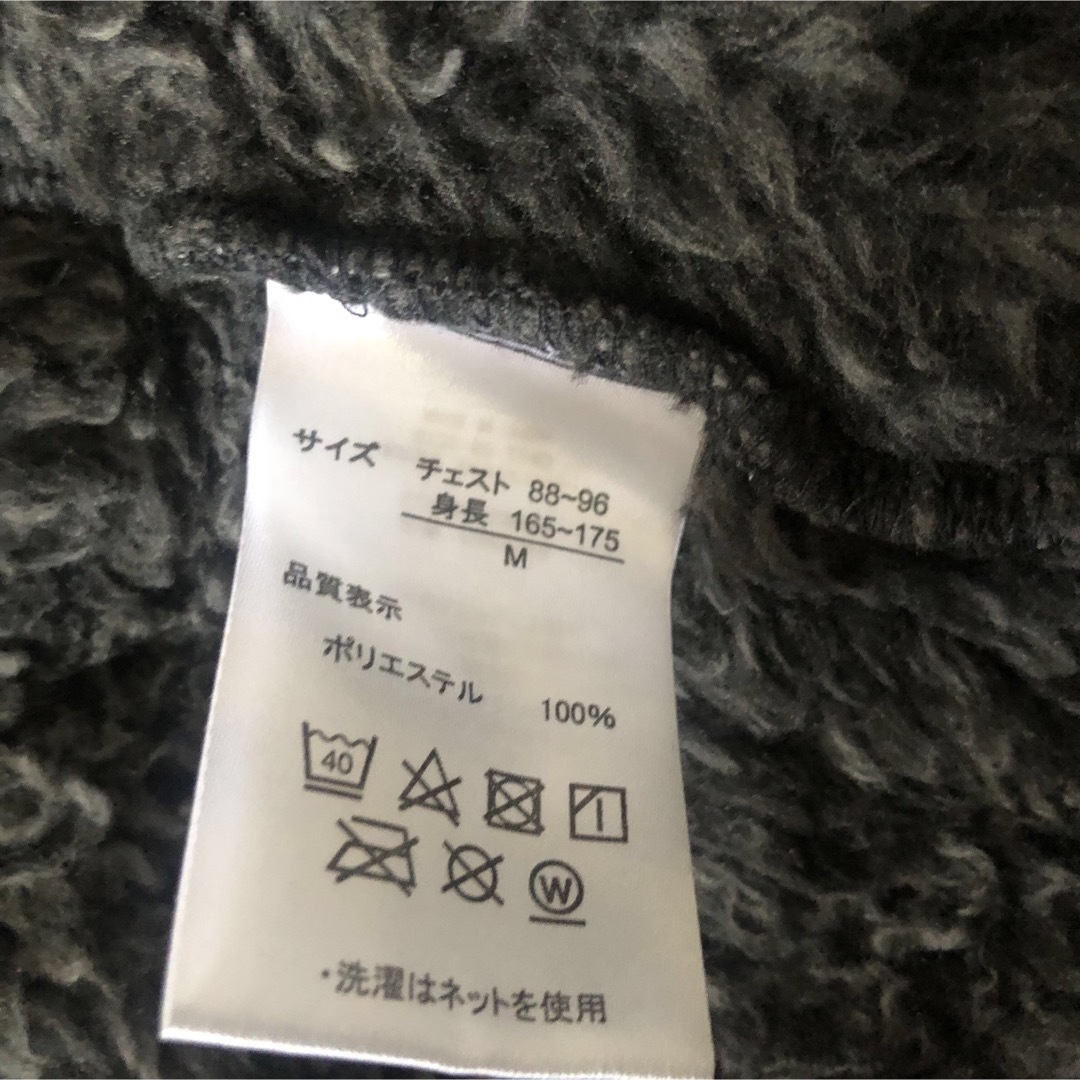 サイズ チェスト 88~96
身長 165~175
M
品質表示
ポリエステル 100%
40
W
・洗濯はネットを使用